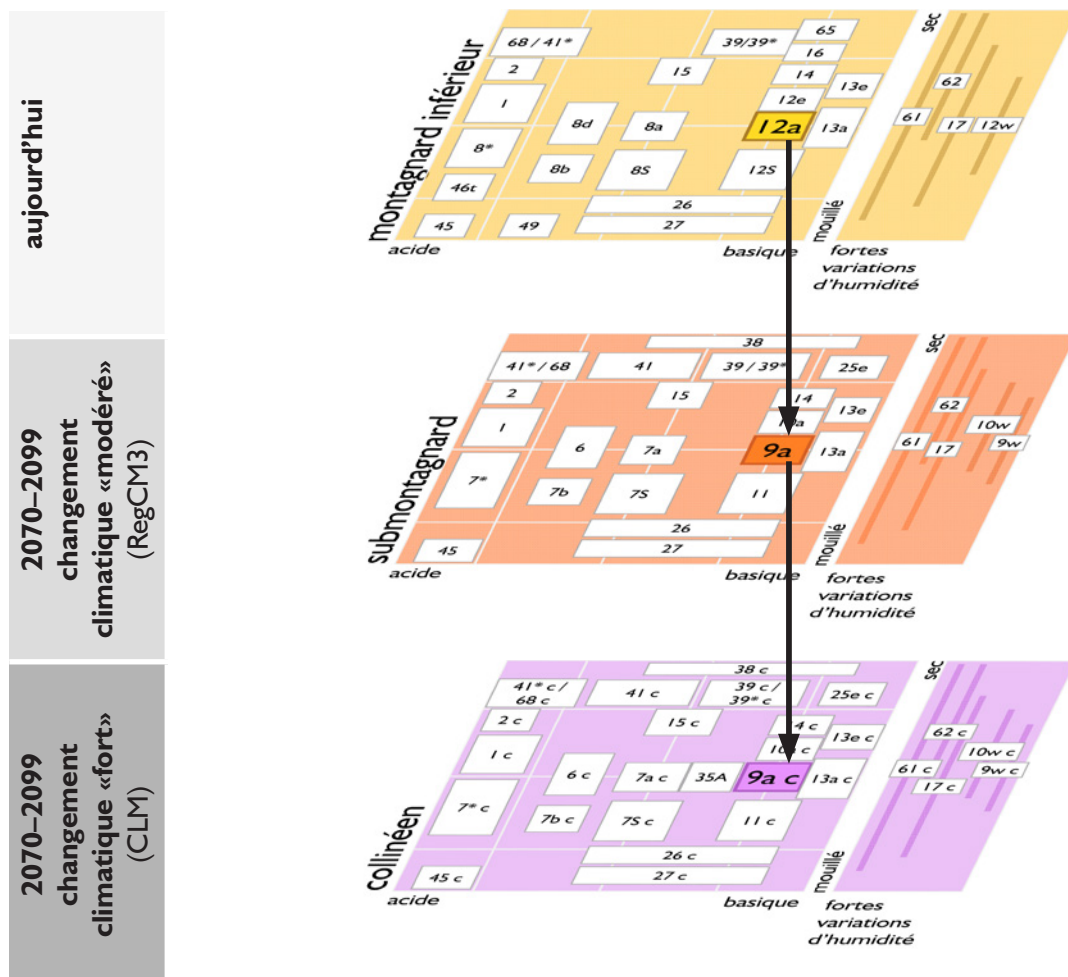 aujourd'hui
montagnard inférieur
68 / 41*
39/39*
65
16
2
15
14
13e
1
12e
8d
8a
12a
13a
8*
8b
8S
12S
46t
26
45
49
27
acide
basique
mouillé
sec
62
61
17
12w
fortes
variations
d'humidité
2070–2099
changement
climatique «modéré»
(RegCM3)
submontagnard
38
41* / 68
41
39 / 39*
25e
2
15
14
13e
1
6
7a
9a
13a
7*
7b
7S
11
26
45
27
acide
basique
mouillé
sec
62
10w
61
17
9w
fortes
variations
d'humidité
2070–2099
changement
climatique «fort»
(CLM)
collinéen
38 c
41* c /
68 c
41 c
39 c /
39* c
25e c
2 c
15 c
13e c
1 c
6 c
7a c
35A
9a c
13a c
7* c
7b c
7S c
11 c
26 c
45 c
27 c
acide
basique
mouillé
sec
62 c
10w c
61 c
9w c
17 c
fortes
variations
d'humidité